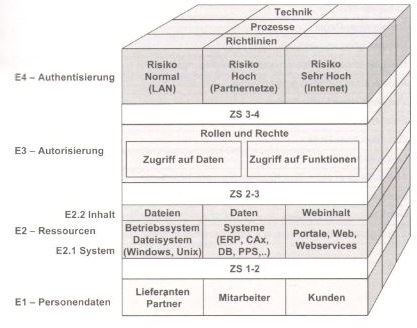 Technik
Prozesse
Richtlinien
E4 – Authentisierung
Risiko
Normal
(LAN)
Risiko
Hoch
(Partnernetze)
Risiko
Sehr Hoch
(Internet)
ZS 3-4
Rollen und Rechte
E3 – Autorisierung
Zugriff auf Daten
Zugriff auf Funktionen
ZS 2-3
E2.2 Inhalt
Dateien
Daten
Webinhalt
E2 – Ressourcen
E2.1 System
Betriebssystem
Dateisystem
(Windows, Unix)
Systeme
(ERP, CAx,
DB, PPS,..)
Portale, Web,
Webservices
ZS 1-2
E1 – Personendaten
Lieferanten
Partner
Mitarbeiter
Kunden